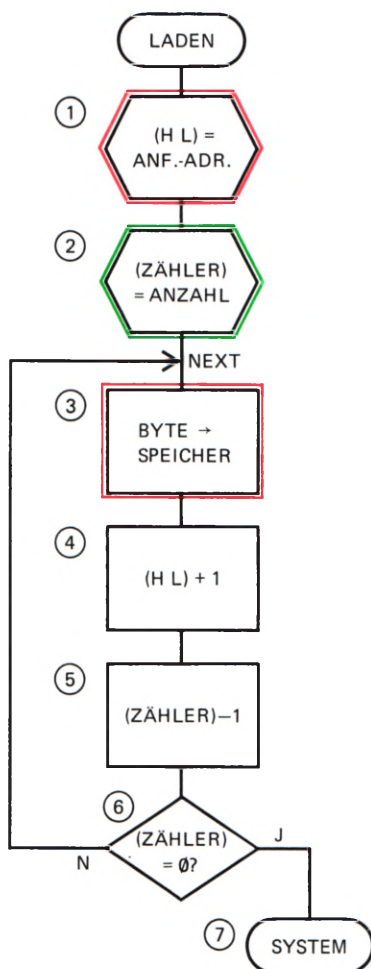 LADEN
1
(H L) =
ANF.-ADR.
2
(ZÄHLER)
= ANZAHL
NEXT
3
BYTE →
SPEICHER
4
(H L) + 1
5
(ZÄHLER)−1
6
(ZÄHLER)
= Ø?
N
J
7
SYSTEM